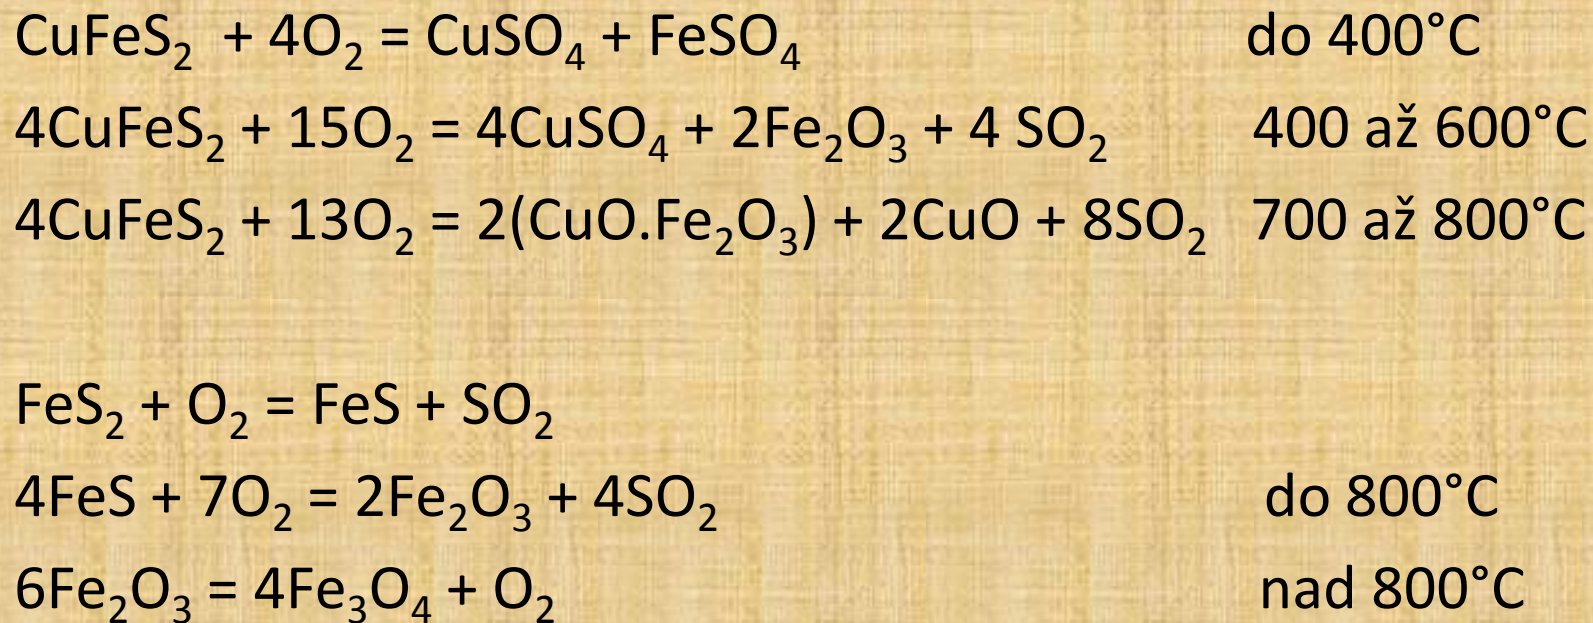 CuFeS₂ + 4O₂ = CuSO₄ + FeSO₄ do 400°C
4CuFeS₂ + 15O₂ = 4CuSO₄ + 2Fe₂O₃ + 4 SO₂ 400 až 600°C
4CuFeS₂ + 13O₂ = 2(CuO.Fe₂O₃) + 2CuO + 8SO₂ 700 až 800°C
FeS₂ + O₂ = FeS + SO₂
4FeS + 7O₂ = 2Fe₂O₃ + 4SO₂ do 800°C
6Fe₂O₃ = 4Fe₃O₄ + O₂ nad 800°C